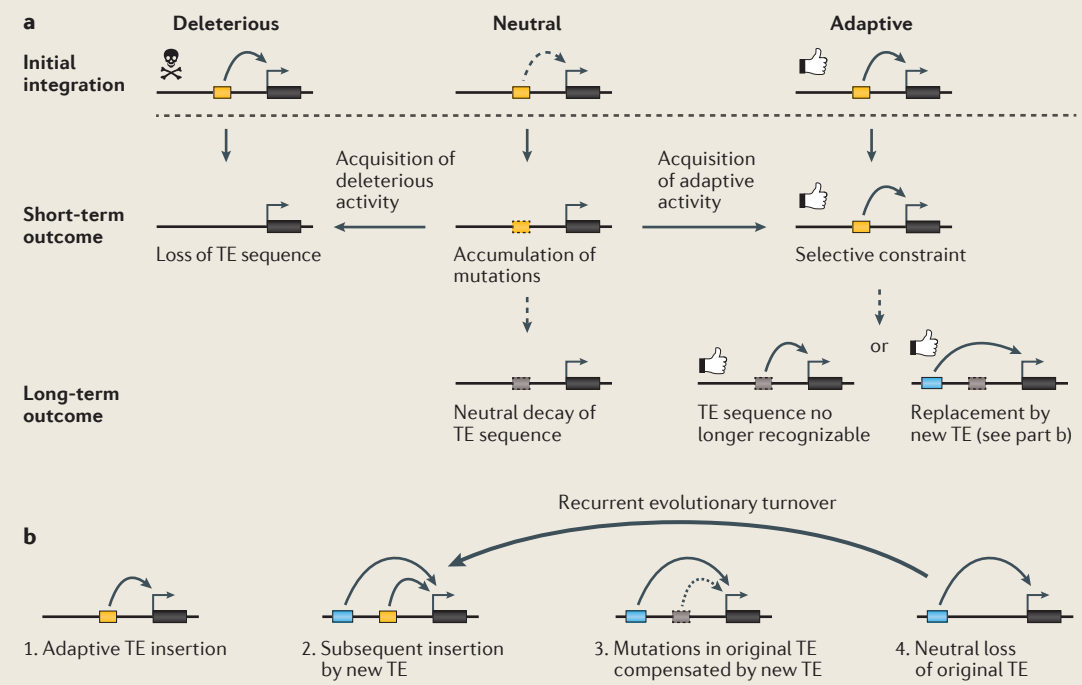 a
Deleterious
Neutral
Adaptive
Initial
integration
Acquisition of
deleterious
activity
Acquisition
of adaptive
activity
Short-term
outcome
Loss of TE sequence
Accumulation of
mutations
Selective constraint
or
Long-term
outcome
Neutral decay of
TE sequence
TE sequence no
longer recognizable
Replacement by
new TE (see part b)
Recurrent evolutionary turnover
b
1. Adaptive TE insertion
2. Subsequent insertion
by new TE
3. Mutations in original TE
compensated by new TE
4. Neutral loss
of original TE